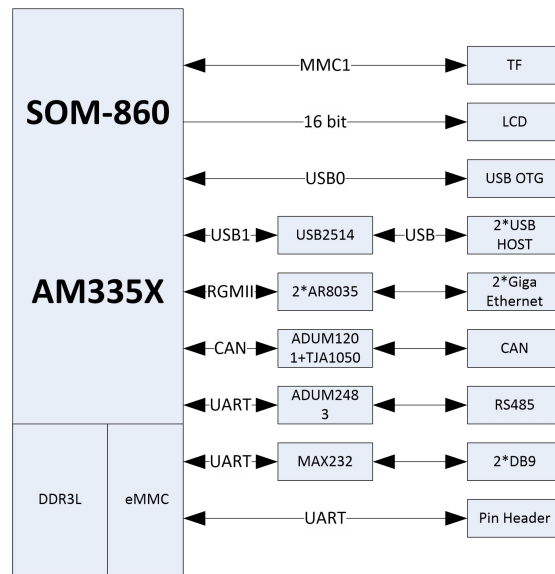 MMC1
TF
SOM-860
16 bit
LCD
USB0
USB OTG
USB1
USB2514
USB
2*USB
HOST
AM335X
RGMII
2*AR8035
2*Giga
Ethernet
CAN
ADUM120
1+TJA1050
CAN
UART
ADUM248
3
RS485
DDR3L
eMMC
UART
MAX232
2*DB9
UART
Pin Header